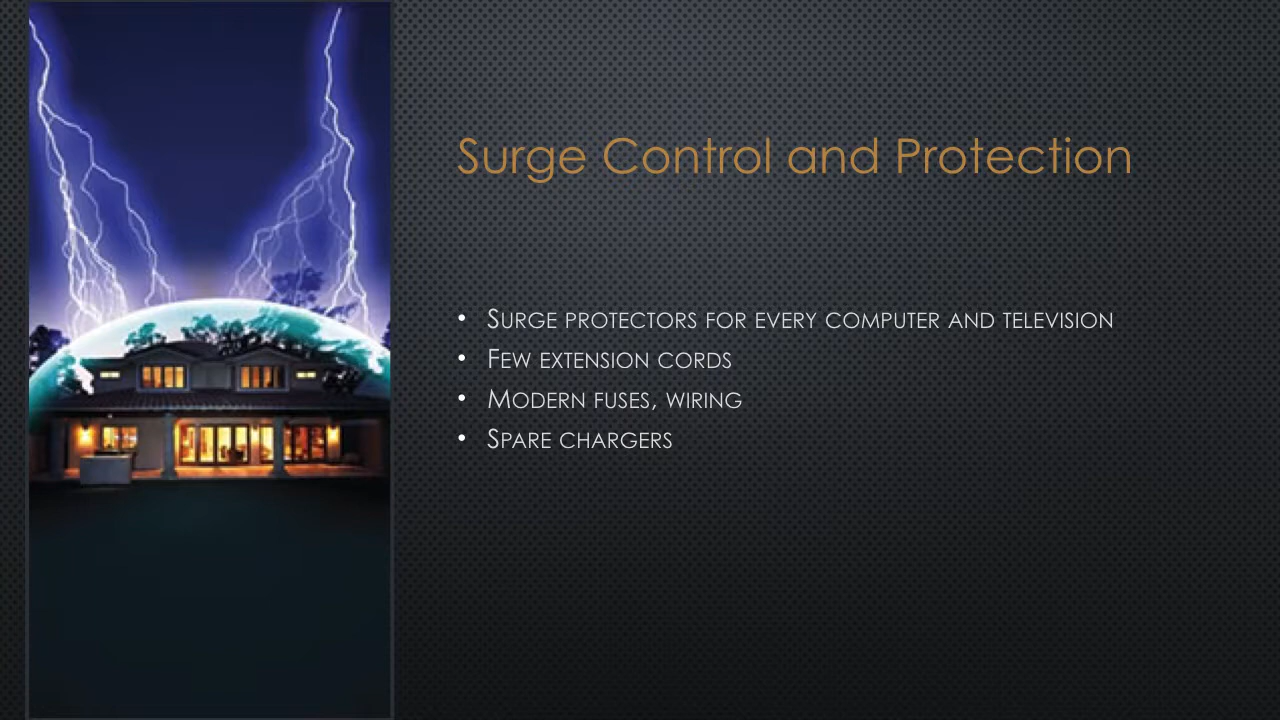 Surge Control and Protection
• Surge protectors for every computer and television
• Few extension cords
• Modern fuses, wiring
• Spare chargers